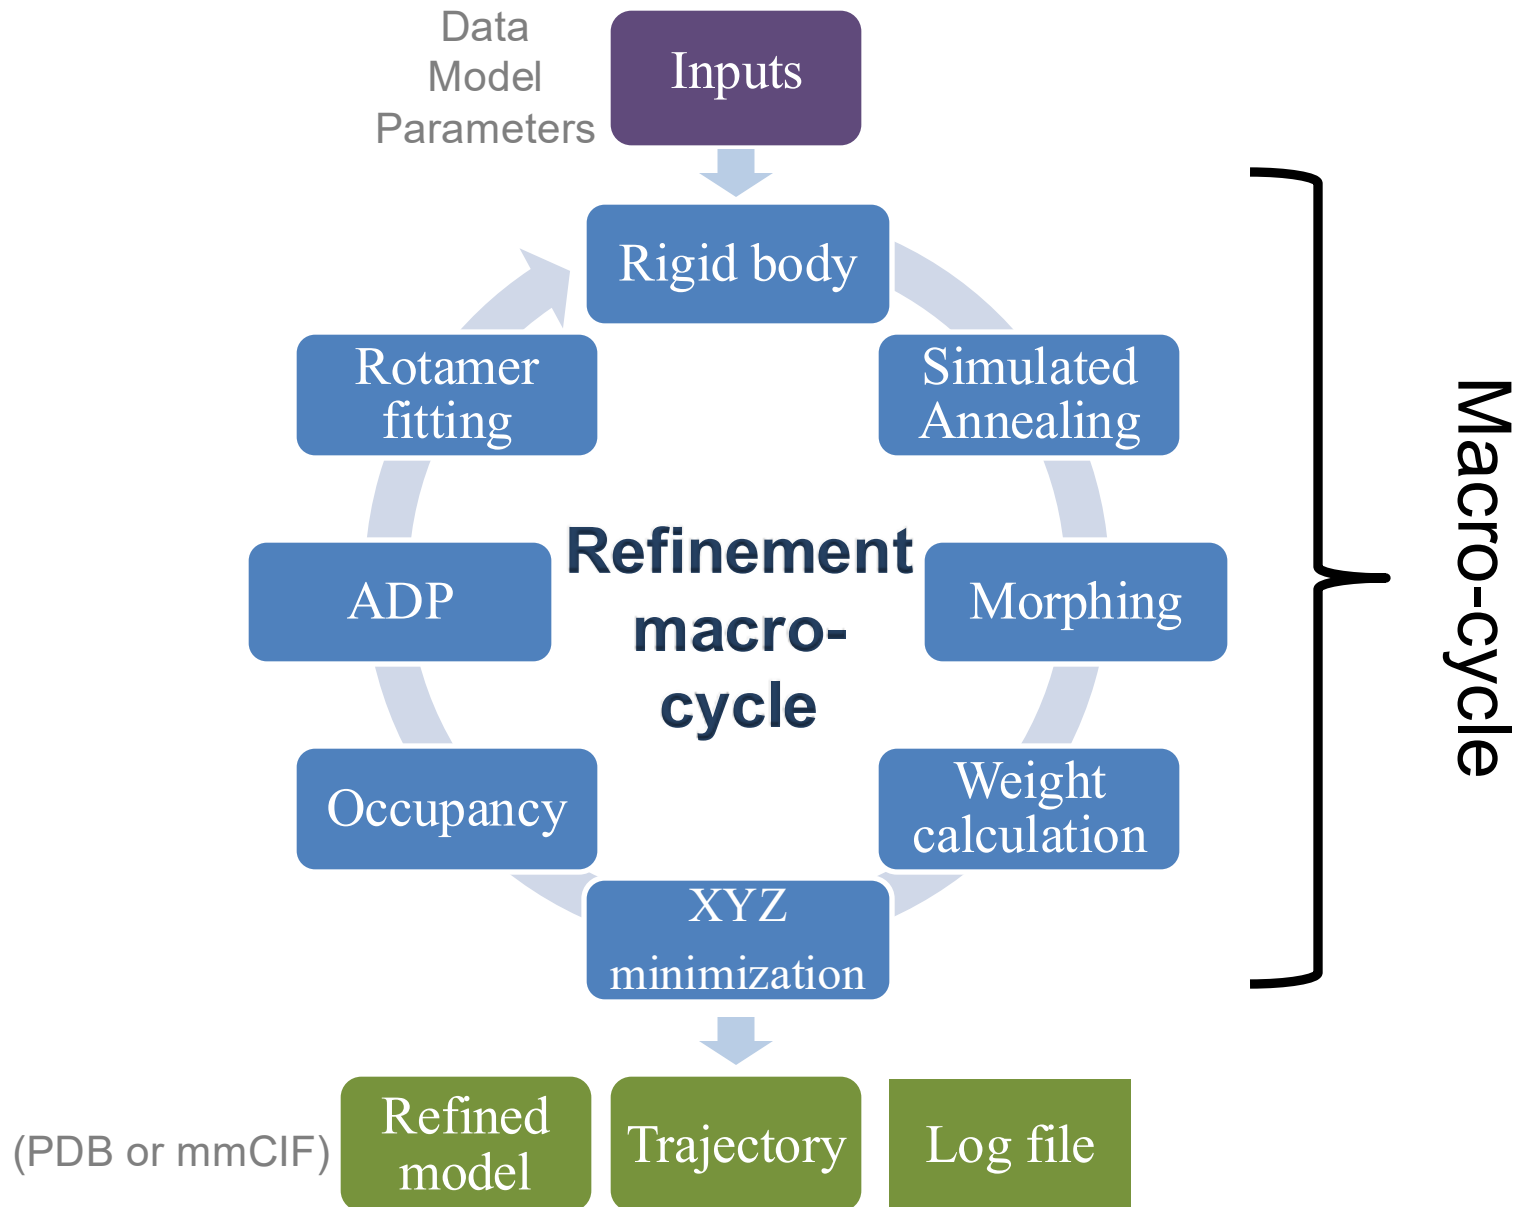 Data
Model
Parameters
Inputs
Rigid body
Rotamer
fitting
Simulated
Annealing
Refinement
macro-
cycle
ADP
Morphing
Occupancy
Weight
calculation
XYZ
minimization
Macro-cycle
(PDB or mmCIF)
Refined
model
Trajectory
Log file